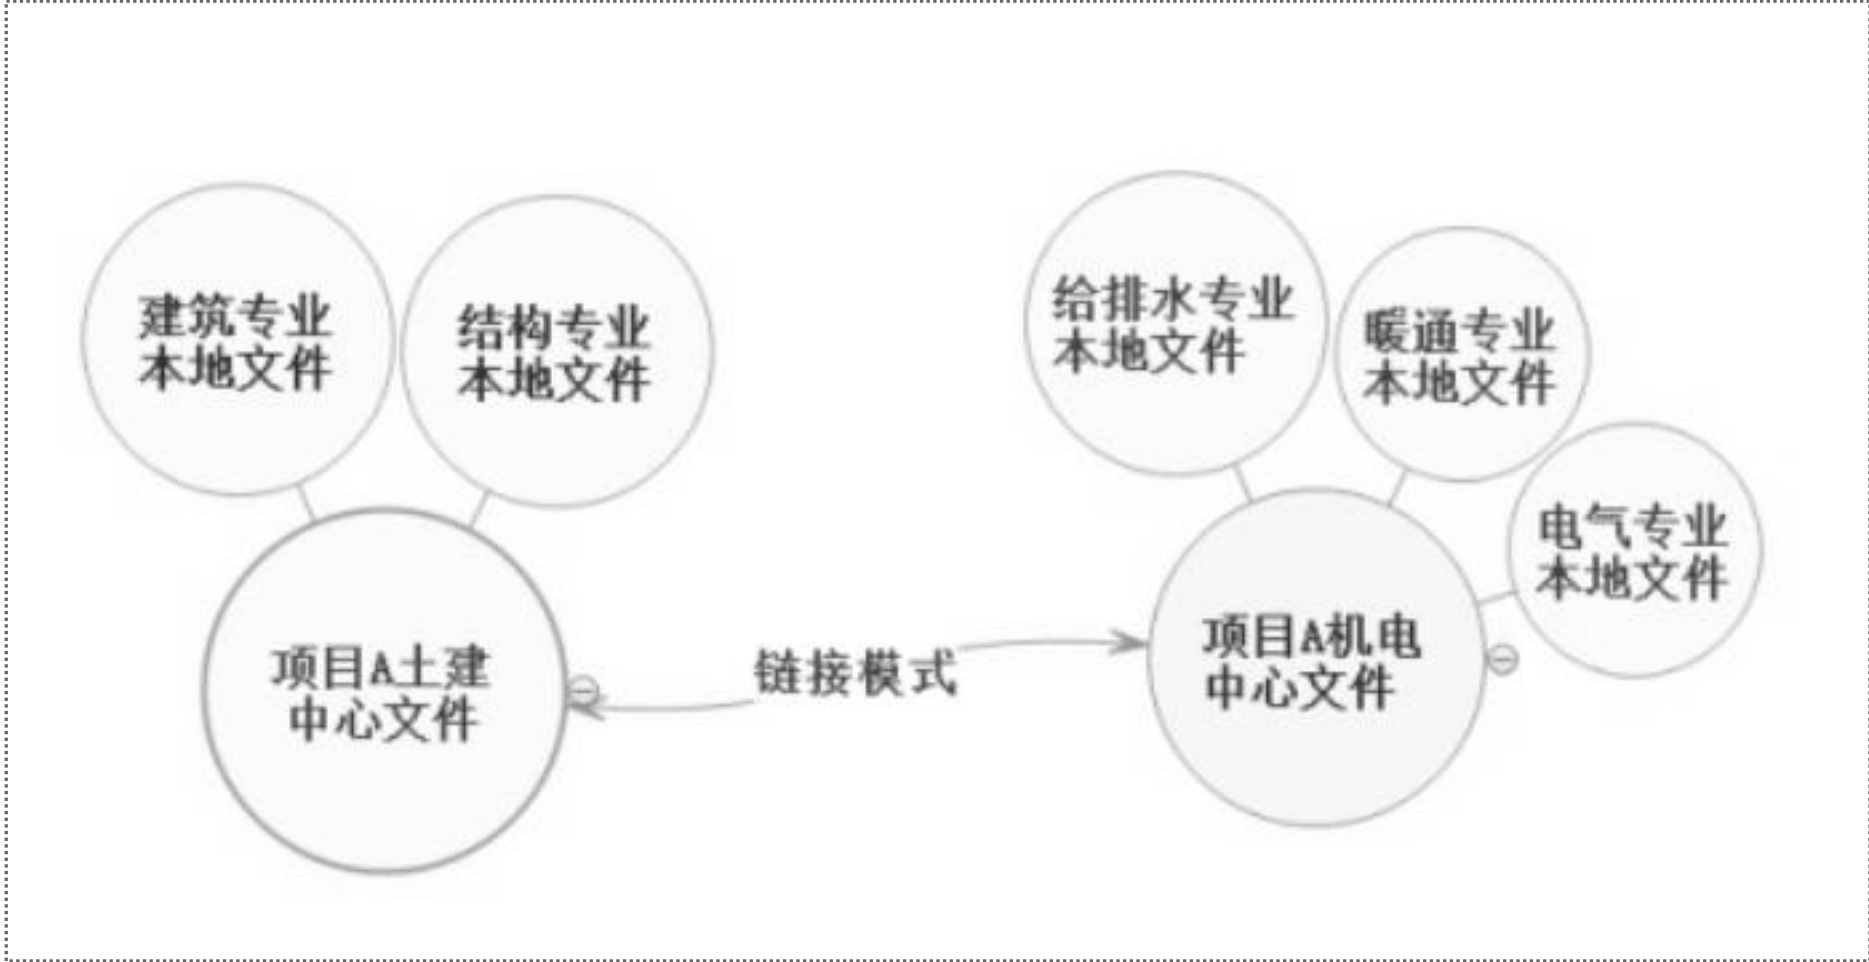 建筑专业
本地文件
结构专业
本地文件
给排水专业
本地文件
暖通专业
本地文件
电气专业
本地文件
项目A土建
中心文件
链接模式
项目A机电
中心文件